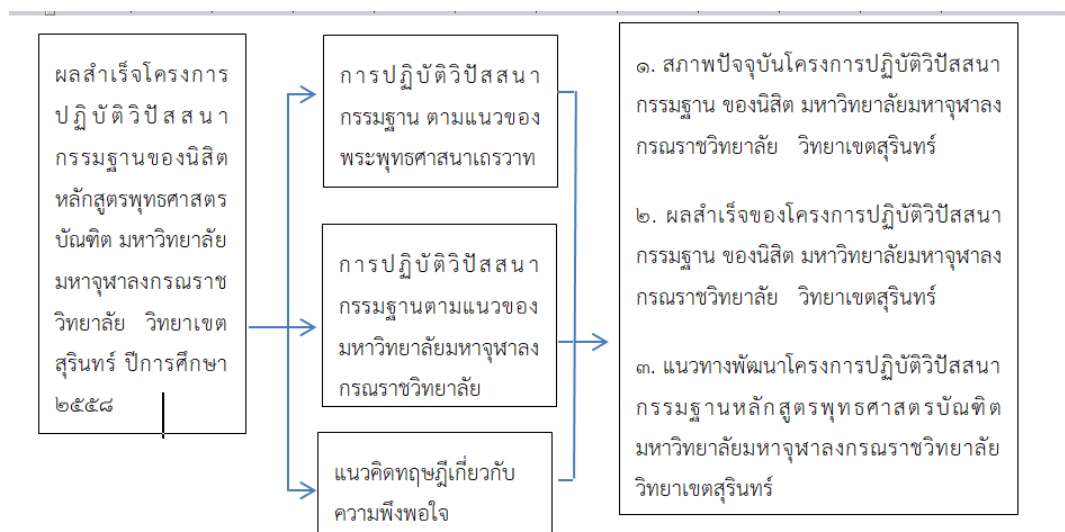 ผลสำเร็จโครงการ
ปฏิบัติวิปัสสนา
กรรมฐานของนิสิต
หลักสูตรพุทธศาสตร
บัณฑิต มหาวิทยาลัย
มหาจุฬาลงกรณราช
วิทยาลัย วิทยาเขต
สุรินทร์ ปีการศึกษา
๒๕๕๘
การปฏิบัติวิปัสสนา
กรรมฐาน ตามแนวของ
พระพุทธศาสนาเถรวาท
การปฏิบัติวิปัสสนา
กรรมฐานตามแนวของ
มหาวิทยาลัยมหาจุฬาลง
กรณราชวิทยาลัย
แนวคิดทฤษฎีเกี่ยวกับ
ความพึงพอใจ
๑. สภาพปัจจุบันโครงการปฏิบัติวิปัสสนา
กรรมฐาน ของนิสิต มหาวิทยาลัยมหาจุฬาลง
กรณราชวิทยาลัย วิทยาเขตสุรินทร์
๒. ผลสำเร็จของโครงการปฏิบัติวิปัสสนา
กรรมฐาน ของนิสิต มหาวิทยาลัยมหาจุฬาลง
กรณราชวิทยาลัย วิทยาเขตสุรินทร์
๓. แนวทางพัฒนาโครงการปฏิบัติวิปัสสนา
กรรมฐานหลักสูตรพุทธศาสตรบัณฑิต
มหาวิทยาลัยมหาจุฬาลงกรณราชวิทยาลัย
วิทยาเขตสุรินทร์